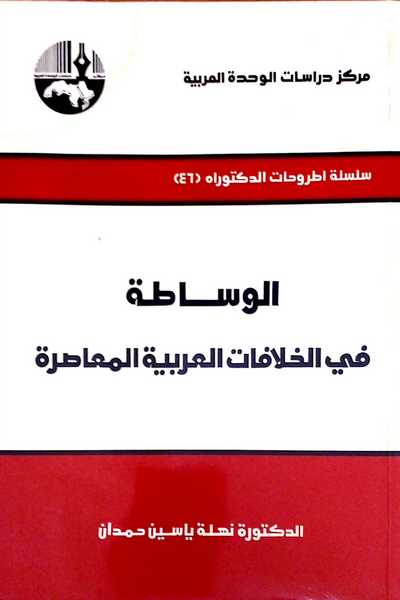 مركز دراسات الوحدة العربية
سلسلة اطروحات الدكتوراه (٤٦)
الوساطة
في الخلافات العربية المعاصرة
الدكتورة نهلة ياسين حمدان